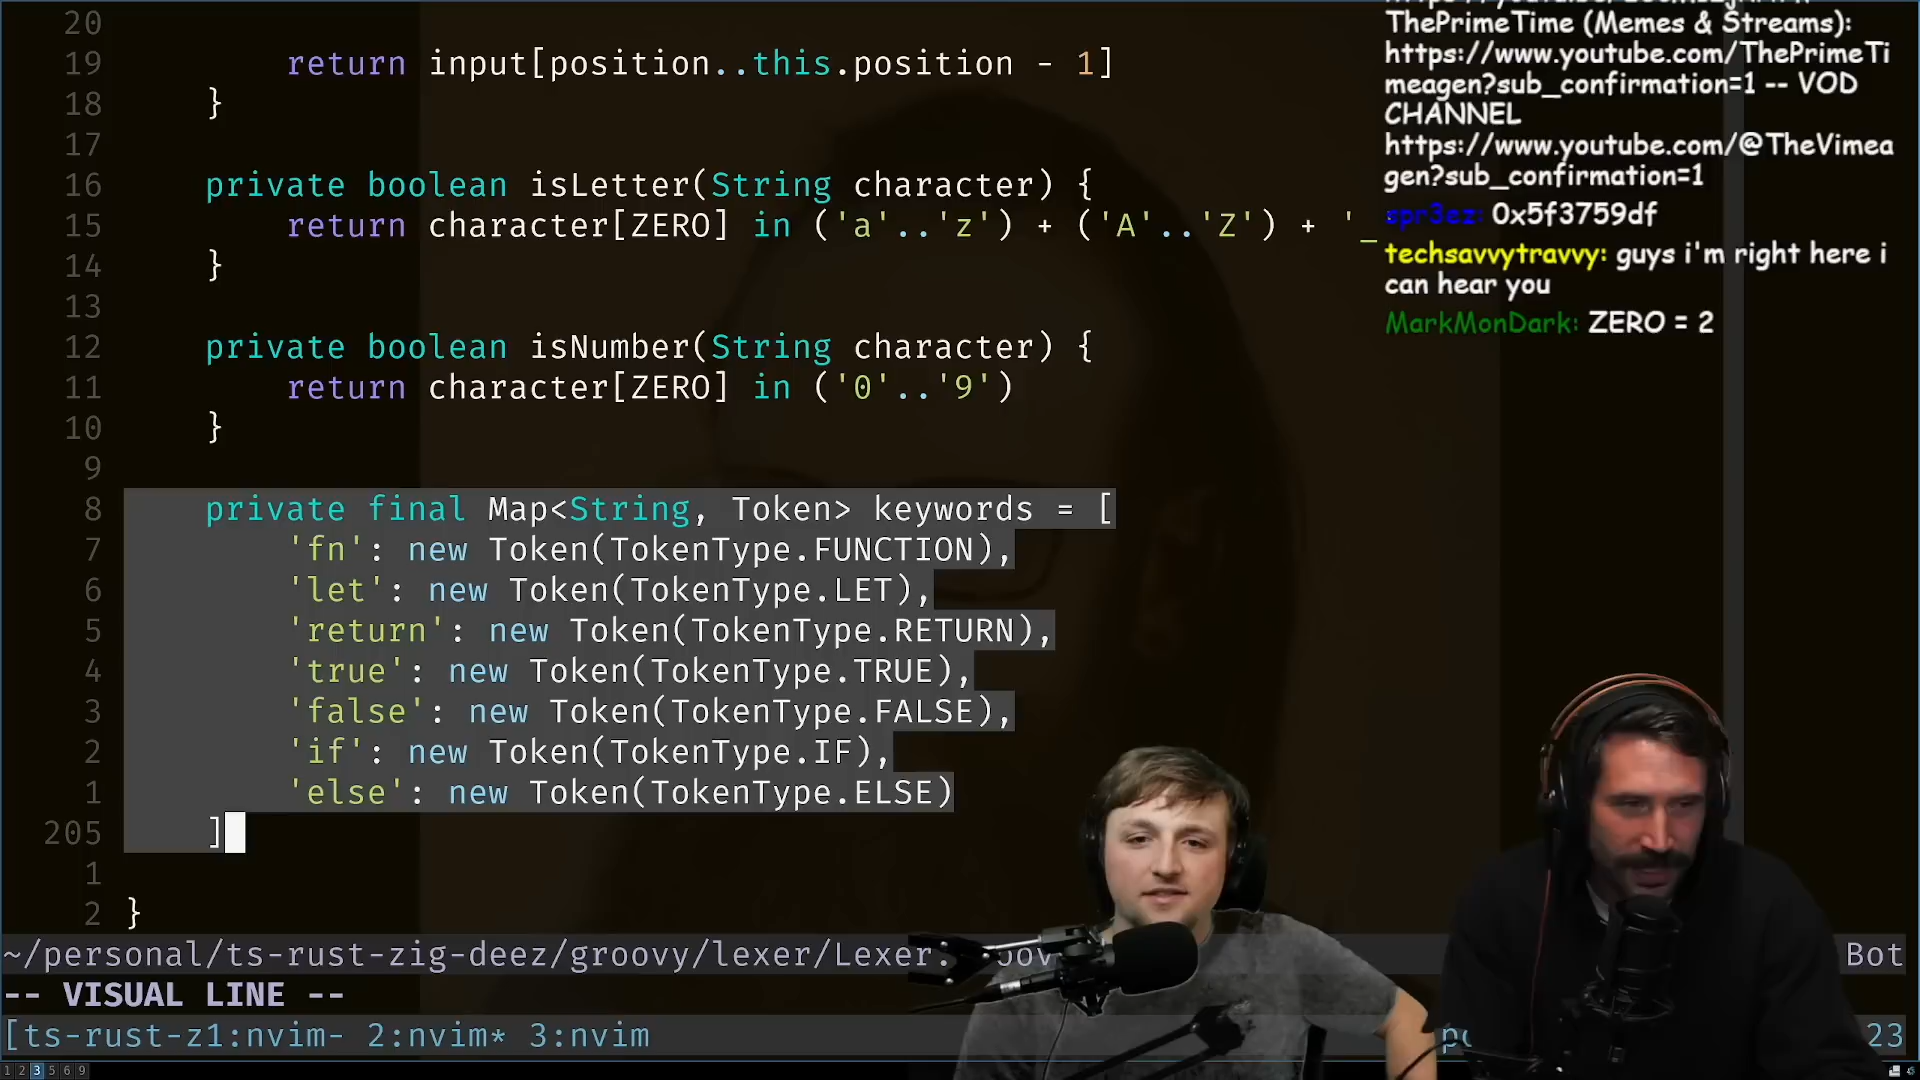 20
19 return input[position..this.position - 1]
18 }
17
16 private boolean isLetter(String character) {
15 return character[ZERO] in ('a'..'z') + ('A'..'Z') + '_
14 }
13
12 private boolean isNumber(String character) {
11 return character[ZERO] in ('0'..'9')
10 }
9
8 private final Map<String, Token> keywords = [
7 'fn': new Token(TokenType.FUNCTION),
6 'let': new Token(TokenType.LET),
5 'return': new Token(TokenType.RETURN),
4 'true': new Token(TokenType.TRUE),
3 'false': new Token(TokenType.FALSE),
2 'if': new Token(TokenType.IF),
1 'else': new Token(TokenType.ELSE)
205 ]
1
2 }
~/personal/ts-rust-zig-deez/groovy/lexer/Lexer. Bot
-- VISUAL LINE --
[ts-rust-z1:nvim- 2:nvim* 3:nvim 23
1 2 3 5 6 9
ThePrimeTime (Memes & Streams):
https://www.youtube.com/ThePrimeTi
meagen?sub_confirmation=1 -- VOD
CHANNEL
https://www.youtube.com/@TheVimea
gen?sub_confirmation=1
spr3ez: 0x5f3759df
techsavvytravvy: guys i'm right here i
can hear you
MarkMonDark: ZERO = 2